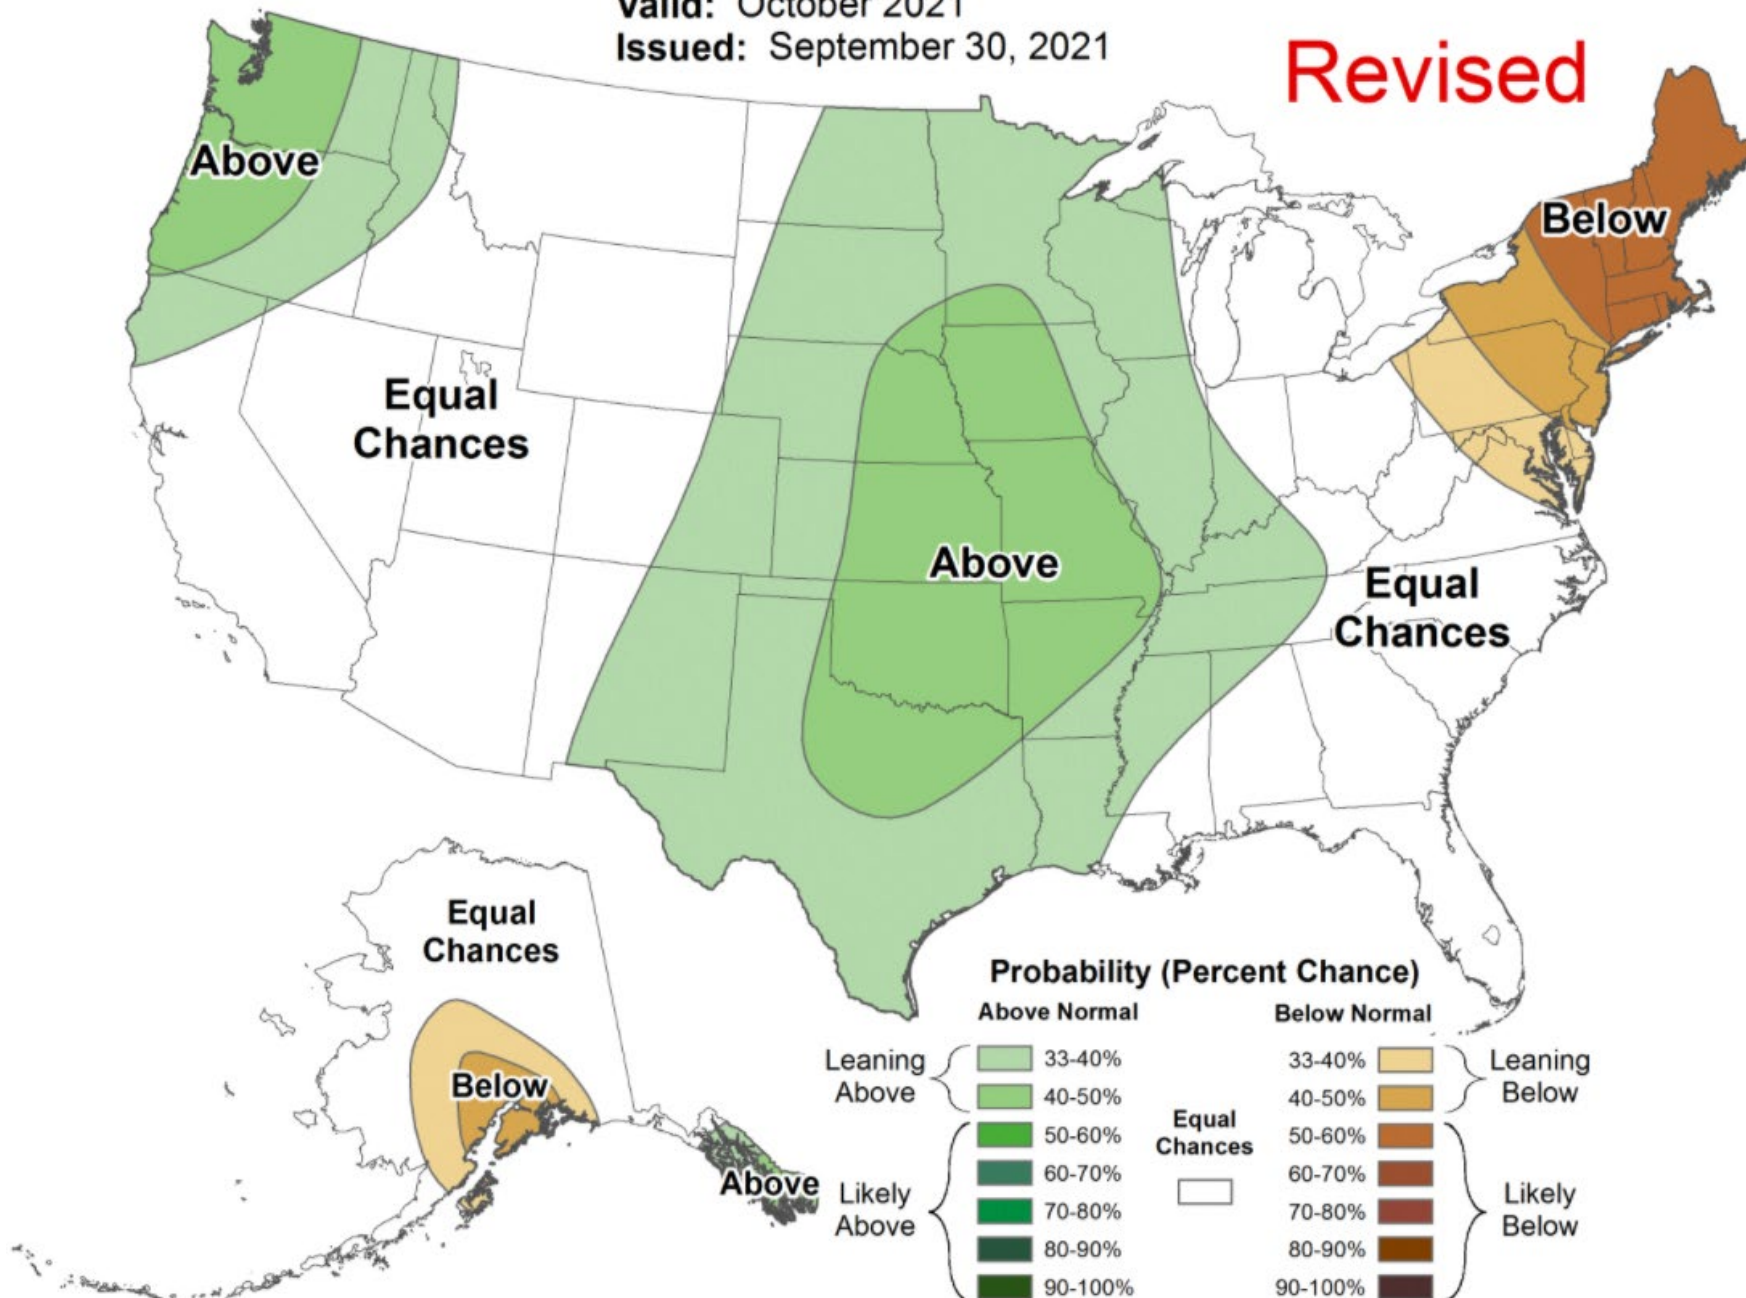 Valid: October 2021
Issued: September 30, 2021
Revised
Above
Below
Equal
Chances
Above
Equal
Chances
Equal
Chances
Below
Above
Probability (Percent Chance)
Above Normal
Below Normal
Leaning
Above
33-40%
40-50%
Likely
Above
50-60%
60-70%
70-80%
80-90%
90-100%
Equal
Chances
33-40%
40-50%
Leaning
Below
50-60%
60-70%
70-80%
80-90%
90-100%
Likely
Below